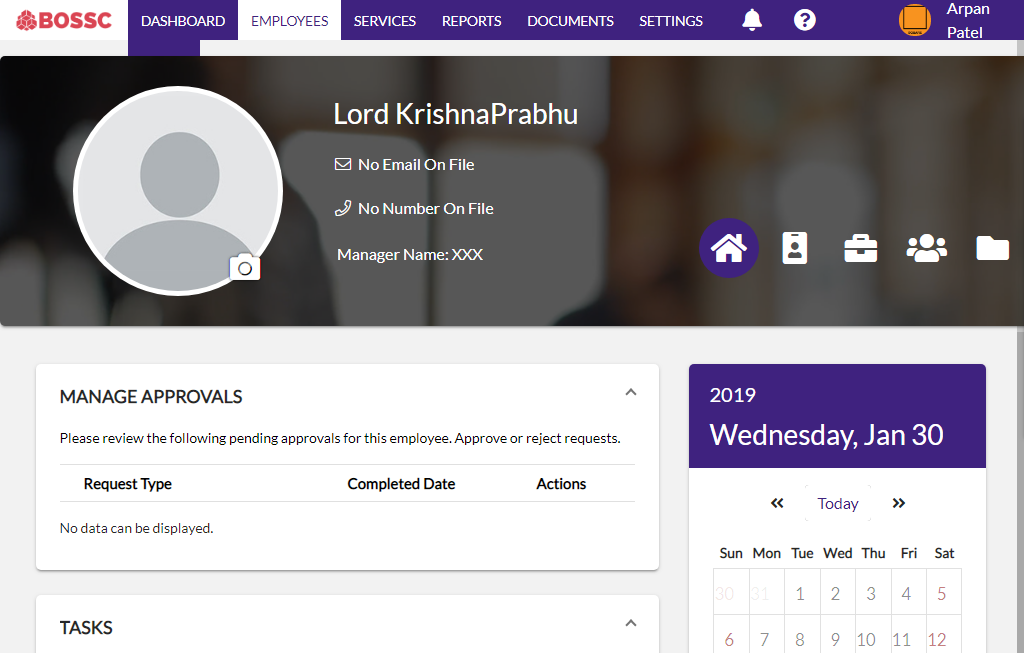 BOSSC
DASHBOARD EMPLOYEES SERVICES REPORTS DOCUMENTS SETTINGS
Arpan
Patel
Lord KrishnaPrabhu
No Email On File
No Number On File
Manager Name: XXX
MANAGE APPROVALS
Please review the following pending approvals for this employee. Approve or reject requests.
Request Type Completed Date Actions
No data can be displayed.
TASKS
2019
Wednesday, Jan 30
« Today »
Sun Mon Tue Wed Thu Fri Sat
30 31 1 2 3 4 5
6 7 8 9 10 11 12